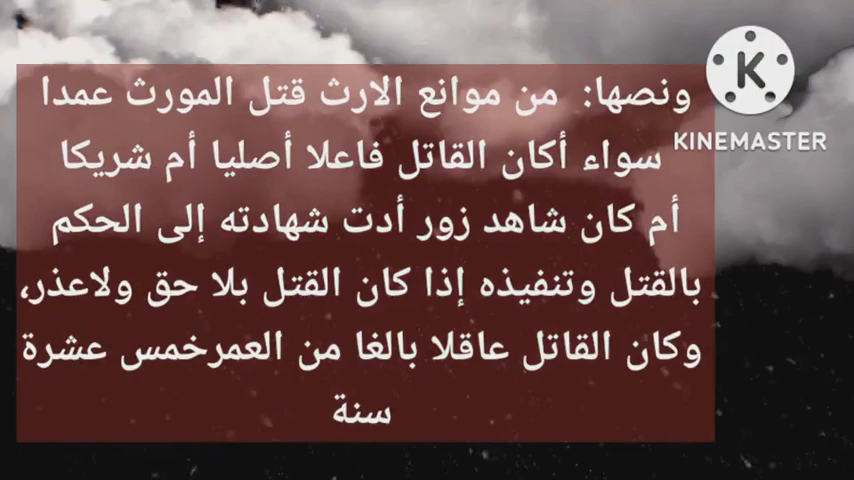 ونصها: من موانع الارث قتل المورث عمدا
سواء أكان القاتل فاعلا أصليا أم شريكا
أم كان شاهد زور أدت شهادته إلى الحكم
بالقتل وتنفيذه إذا كان القتل بلا حق ولاعذر،
وكان القاتل عاقلا بالغا من العمرخمس عشرة
سنة
K
KINEMASTER